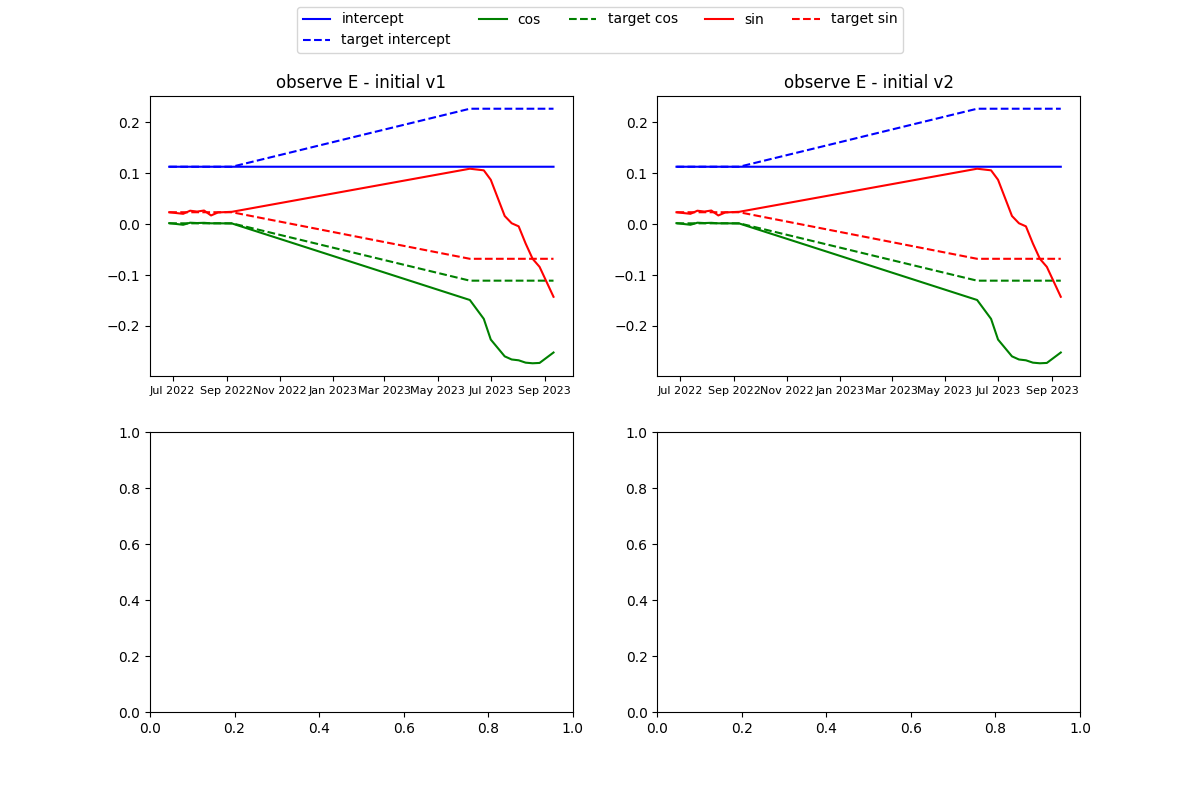 intercept cos target cos sin target sin
target intercept
observe E - initial v1 observe E - initial v2
0.2 0.2
0.1 0.1
0.0 0.0
−0.1 −0.1
−0.2 −0.2
Jul 2022 Sep 2022 Nov 2022 Jan 2023 Mar 2023 May 2023 Jul 2023 Sep 2023 Jul 2022 Sep 2022 Nov 2022 Jan 2023 Mar 2023 May 2023 Jul 2023 Sep 2023
1.0 1.0
0.8 0.8
0.6 0.6
0.4 0.4
0.2 0.2
0.0 0.0
0.0 0.2 0.4 0.6 0.8 1.0 0.0 0.2 0.4 0.6 0.8 1.0